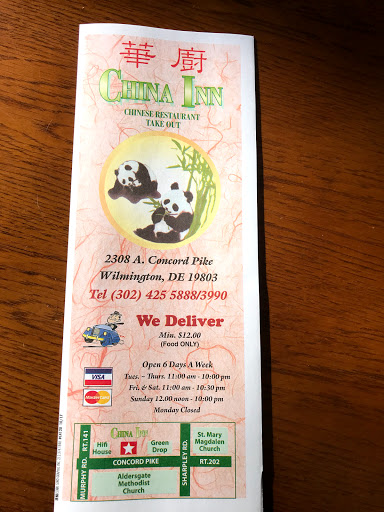 華 廚
CHINA INN
CHINESE RESTAURANT
TAKE OUT
2308 A. Concord Pike
Wilmington, DE 19803
Tel (302) 425 5888/3990
We Deliver
Min. $12.00
(Food ONLY)
VISA
MasterCard
Open 6 Days A Week
Tues. - Thurs. 11:00 am - 10:00 pm
Fri. & Sat. 11:00 am - 10:30 pm
Sunday 12.00 noon - 10:00 pm
Monday Closed
MURPHY RD. RT.141
Hifi
House
CHINA INN
Green
Drop
CONCORD PIKE
Aldersgate
Methodist
Church
SHARPLEY RD.
St. Mary
Magdalen
Church
RT.202